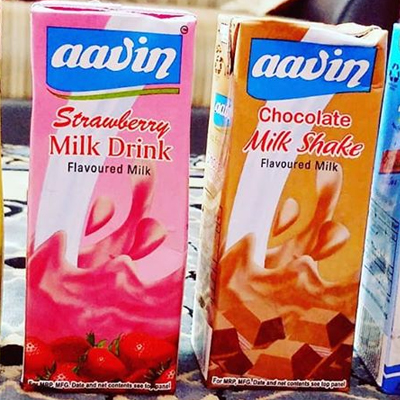 aavin
Strawberry
Milk Drink
Flavoured Milk
For MRP, MFG. Date and net contents see top panel
aavin
Chocolate
Milk Shake
Flavoured Milk
For MRP, MFG. Date and net contents see top panel